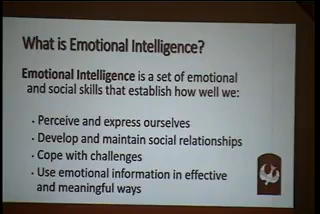 What is Emotional Intelligence?
Emotional Intelligence is a set of emotional
and social skills that establish how well we:
· Perceive and express ourselves
· Develop and maintain social relationships
· Cope with challenges
· Use emotional information in effective
and meaningful ways